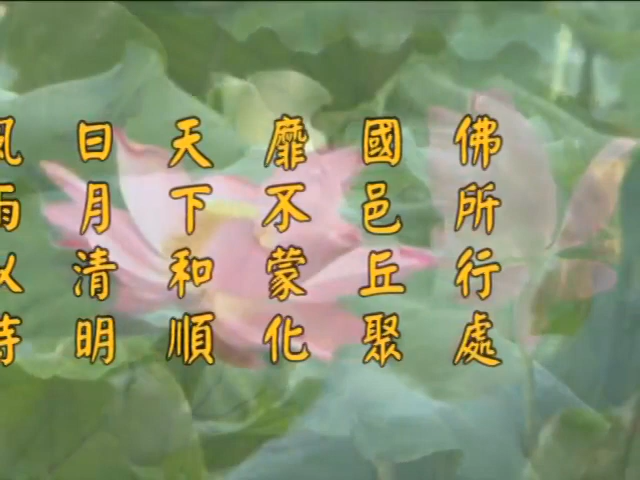 佛所行處
國邑丘聚
靡不蒙化
天下和順
日月清明
風雨以時